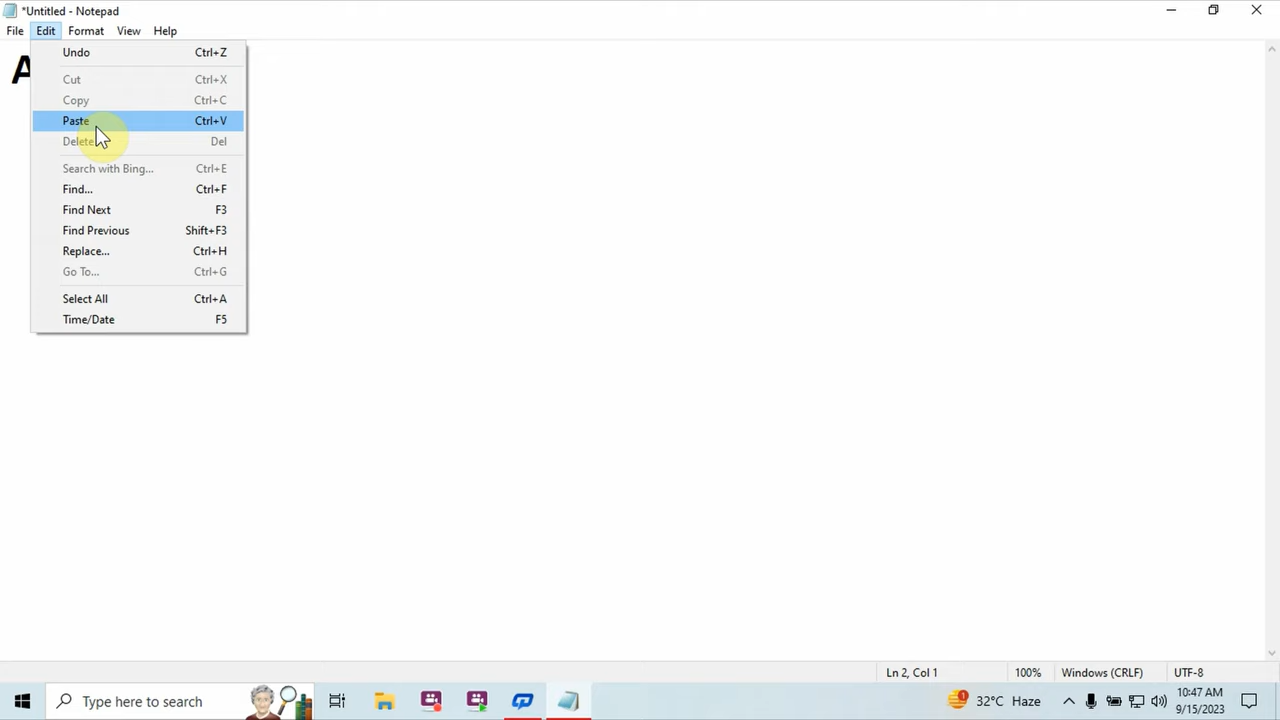 *Untitled - Notepad
File Edit Format View Help
A
Undo Ctrl+Z
Cut Ctrl+X
Copy Ctrl+C
Paste Ctrl+V
Delete Del
Search with Bing... Ctrl+E
Find... Ctrl+F
Find Next F3
Find Previous Shift+F3
Replace... Ctrl+H
Go To... Ctrl+G
Select All Ctrl+A
Time/Date F5
Ln 2, Col 1 100% Windows (CRLF) UTF-8
Type here to search 1 32°C Haze 10:47 AM
9/15/2023